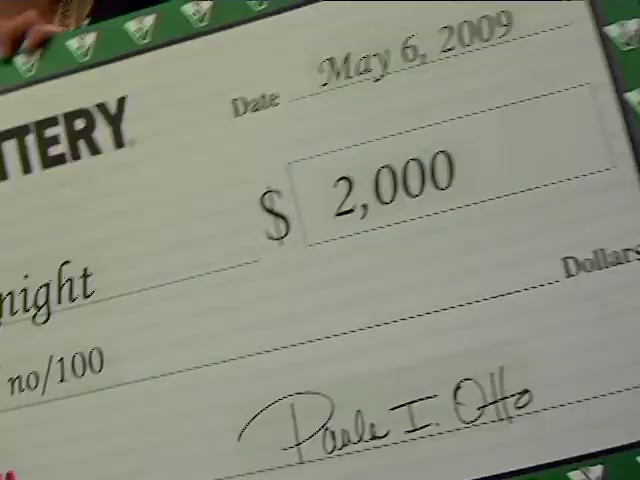 Date May 6, 2009
TTERY
$ 2,000
night
Dollars
no/100
Paula I. Otto